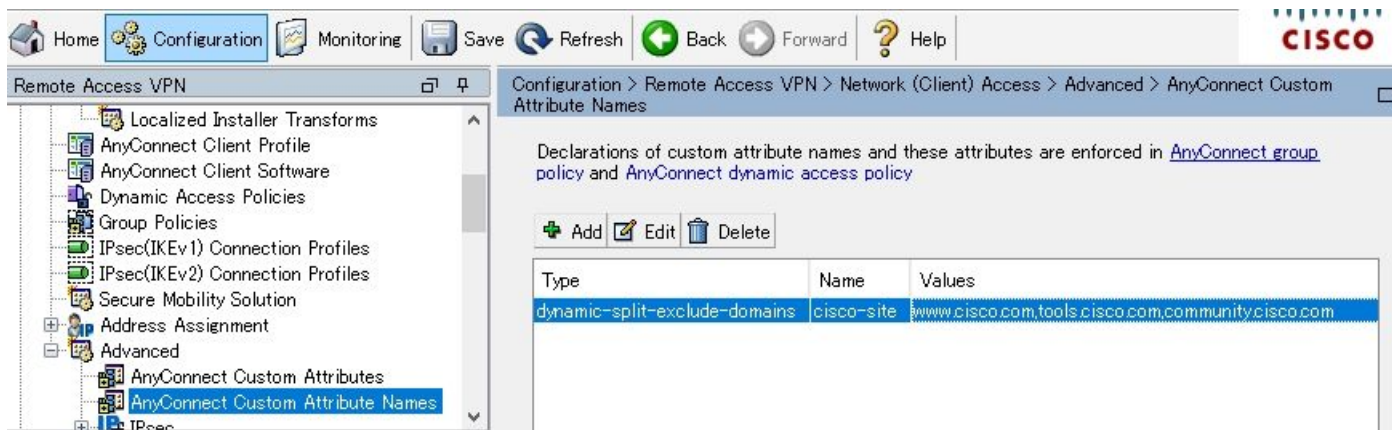 Home Configuration Monitoring Save Refresh Back Forward Help
CISCO
Remote Access VPN
Localized Installer Transforms
AnyConnect Client Profile
AnyConnect Client Software
Dynamic Access Policies
Group Policies
IPsec(IKEv1) Connection Profiles
IPsec(IKEv2) Connection Profiles
Secure Mobility Solution
Address Assignment
Advanced
AnyConnect Custom Attributes
AnyConnect Custom Attribute Names
IPsec
Configuration > Remote Access VPN > Network (Client) Access > Advanced > AnyConnect Custom
Attribute Names
Declarations of custom attribute names and these attributes are enforced in AnyConnect group
policy and AnyConnect dynamic access policy
Add Edit Delete
Type Name Values
dynamic-split-exclude-domains cisco-site www.cisco.com,tools.cisco.com,community.cisco.com